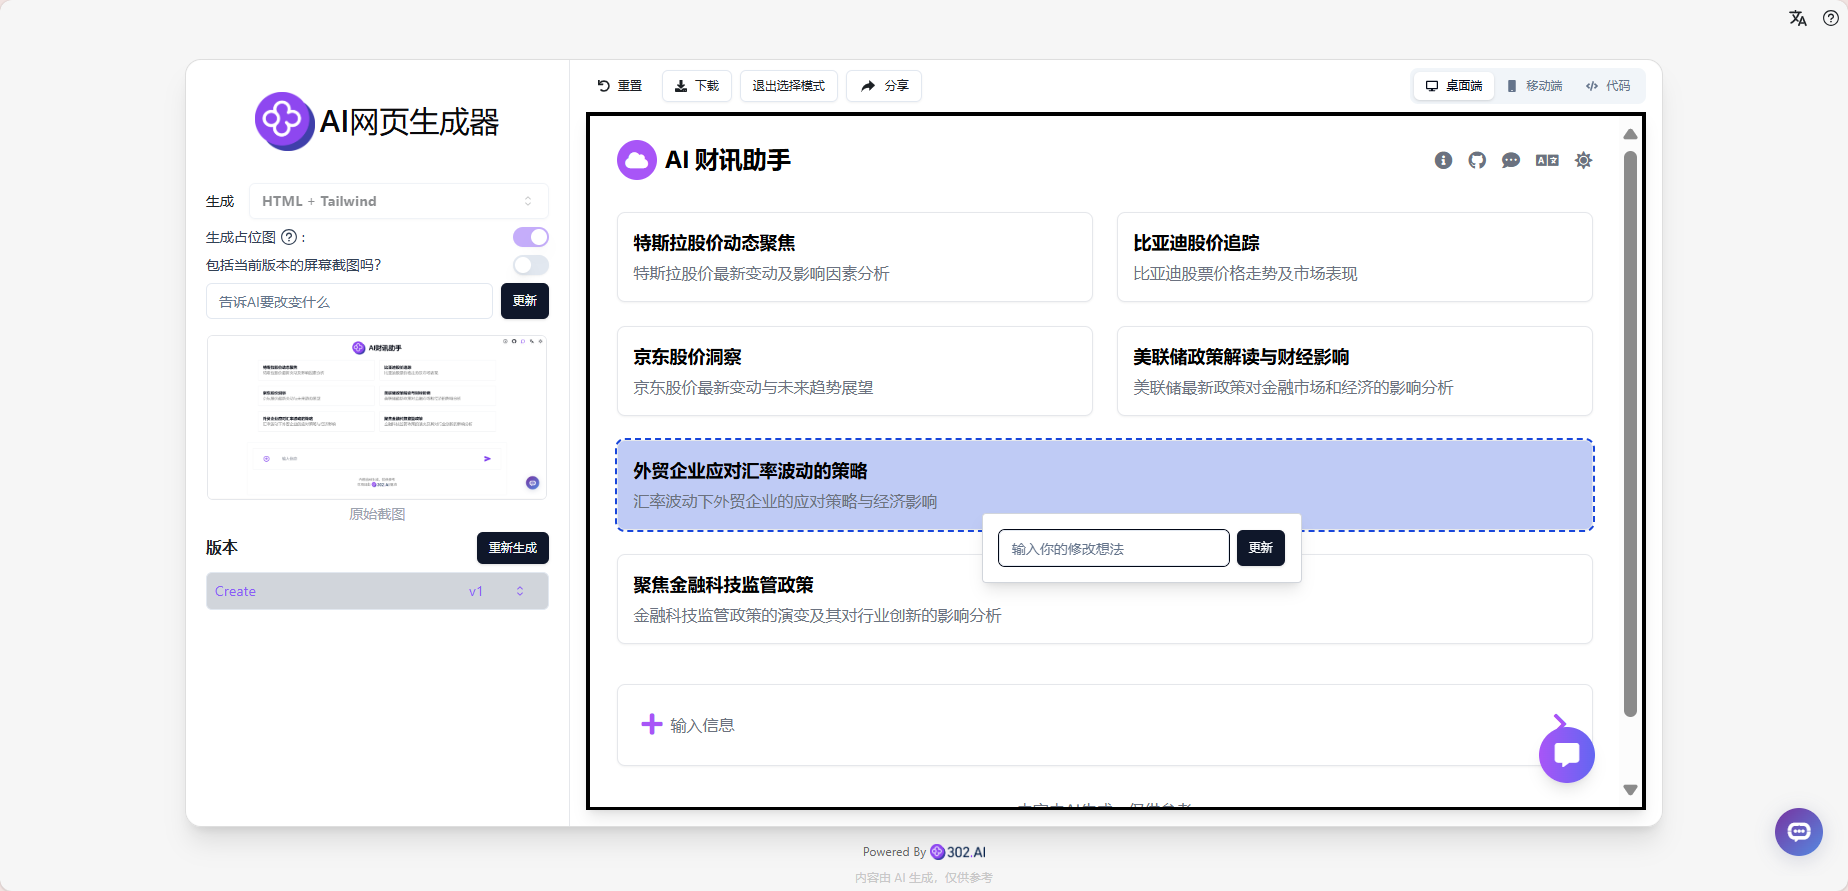 AI网页生成器
生成
HTML + Tailwind
生成占位图 ? :
包括当前版本的屏幕截图吗?
告诉AI要改变什么
更新
AI财讯助手
原始截图
版本
重新生成
Create
v1
重置
下载
退出选择模式
分享
桌面端
移动端
代码
AI 财讯助手
特斯拉股价动态聚焦
特斯拉股价最新变动及影响因素分析
比亚迪股价追踪
比亚迪股票价格走势及市场表现
京东股价洞察
京东股价最新变动与未来趋势展望
美联储政策解读与财经影响
美联储最新政策对金融市场和经济的影响分析
外贸企业应对汇率波动的策略
汇率波动下外贸企业的应对策略与经济影响
输入你的修改想法
更新
聚焦金融科技监管政策
金融科技监管政策的演变及其对行业创新的影响分析
输入信息
Powered By 302.AI
内容由 AI 生成，仅供参考